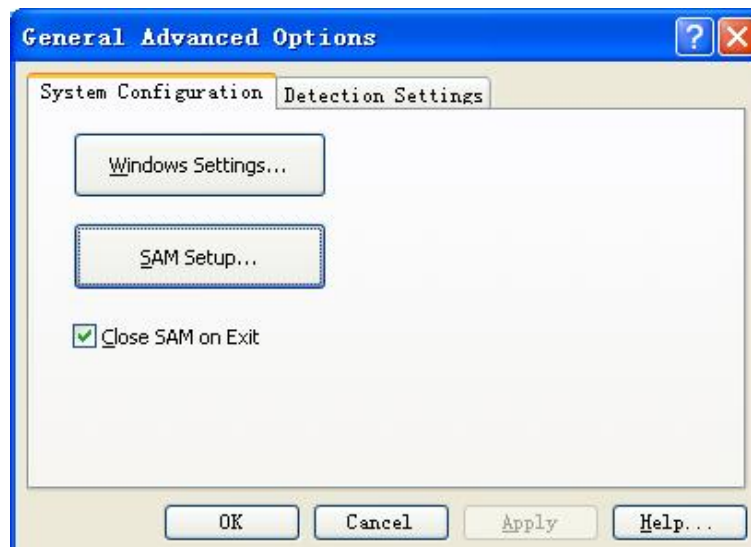 General Advanced Options
System Configuration
Detection Settings
Windows Settings...
SAM Setup...
Close SAM on Exit
OK
Cancel
Apply
Help...